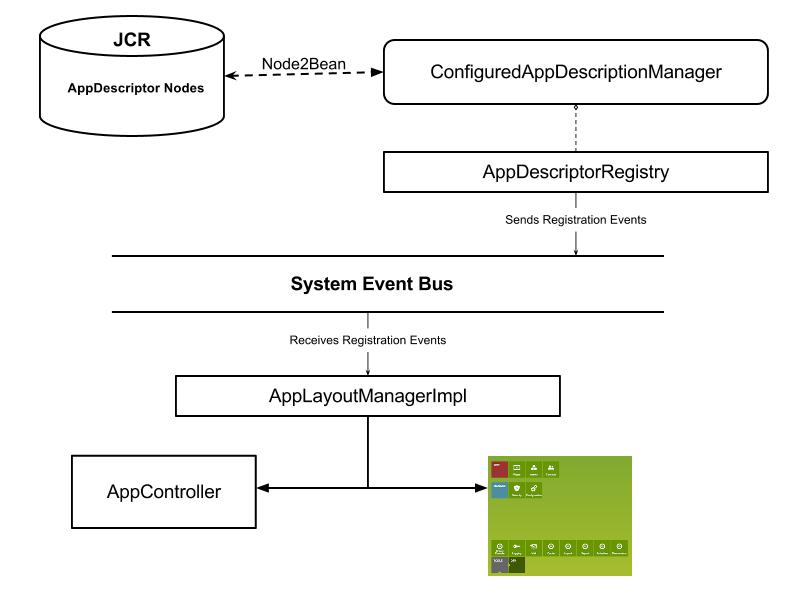 JCR
AppDescriptor Nodes
Node2Bean
ConfiguredAppDescriptionManager
AppDescriptorRegistry
Sends Registration Events
System Event Bus
Receives Registration Events
AppLayoutManagerImpl
AppController